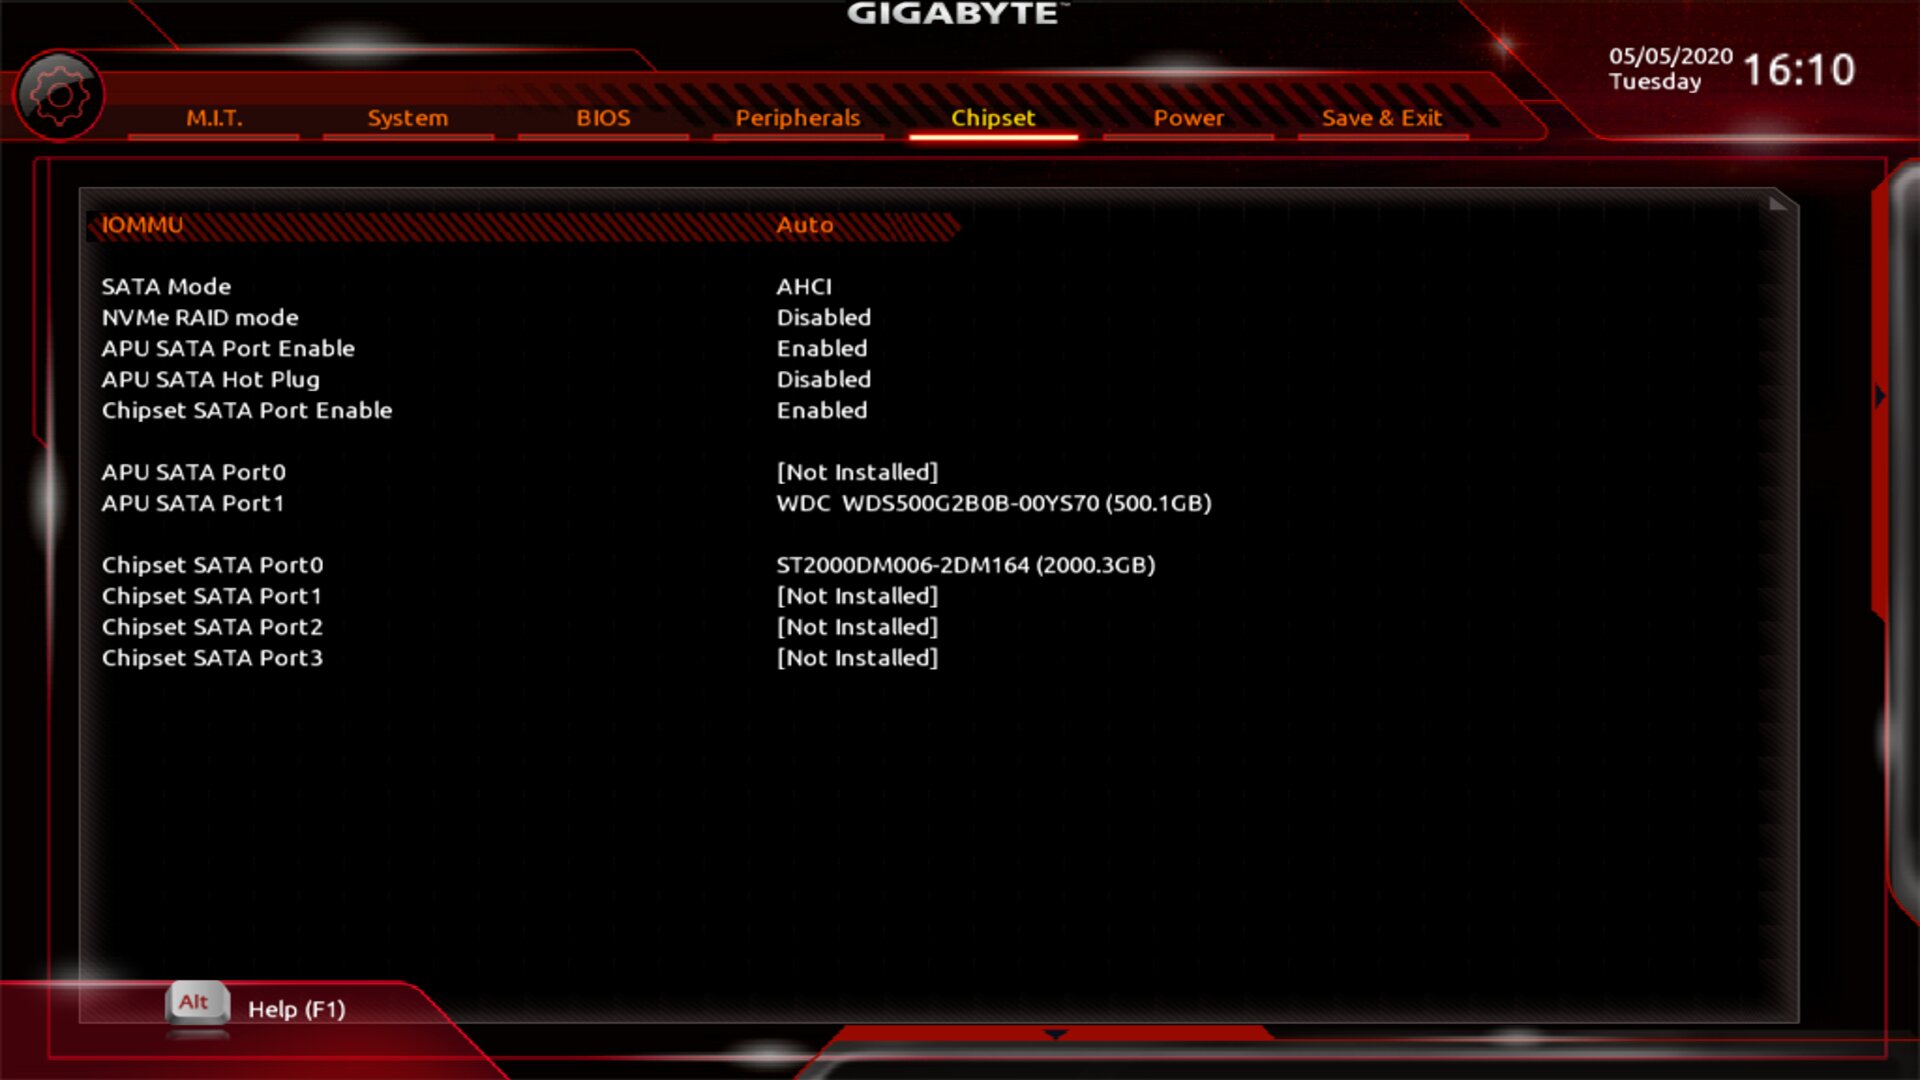 GIGABYTE™
05/05/2020 16:10
Tuesday
M.I.T. System BIOS Peripherals Chipset Power Save & Exit
IOMMU Auto
SATA Mode AHCI
NVMe RAID mode Disabled
APU SATA Port Enable Enabled
APU SATA Hot Plug Disabled
Chipset SATA Port Enable Enabled
APU SATA Port0 [Not Installed]
APU SATA Port1 WDC  WDS500G2B0B-00YS70 (500.1GB)
Chipset SATA Port0 ST2000DM006-2DM164 (2000.3GB)
Chipset SATA Port1 [Not Installed]
Chipset SATA Port2 [Not Installed]
Chipset SATA Port3 [Not Installed]
Alt Help (F1)